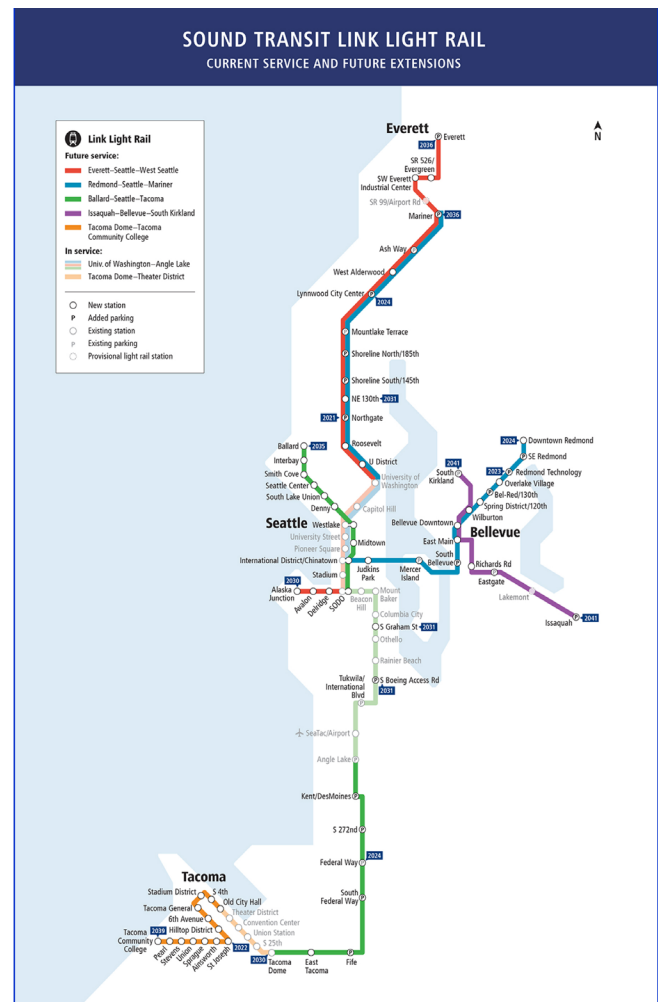 SOUND TRANSIT LINK LIGHT RAIL
CURRENT SERVICE AND FUTURE EXTENSIONS
Link Light Rail
Future service:
Everett–Seattle–West Seattle
Redmond–Seattle–Mariner
Ballard–Seattle–Tacoma
Issaquah–Bellevue–South Kirkland
Tacoma Dome–Tacoma
Community College
In service:
Univ. of Washington–Angle Lake
Tacoma Dome–Theater District
New station
P Added parking
Existing station
P Existing parking
Provisional light rail station
N
Everett
Everett
2036
SR 526/
Evergreen
SW Everett
Industrial Center
SR 99/Airport Rd
Mariner
2036
Ash Way
West Alderwood
Lynnwood City Center
2024
Mountlake Terrace
Shoreline North/185th
Shoreline South/145th
NE 130th
2031
2021
Northgate
Roosevelt
U District
University of
Washington
Capitol Hill
Ballard
2035
Interbay
Smith Cove
Seattle Center
South Lake Union
Denny
Seattle
Westlake
University Street
Midtown
Pioneer Square
International District/Chinatown
Stadium
Judkins
Park
Mercer
Island
South
Bellevue
2030
Alaska
Junction
Avalon
Delridge
SODO
Beacon
Hill
Mount
Baker
2024
Downtown Redmond
SE Redmond
2023
Redmond Technology
Overlake Village
Bel-Red/130th
Spring District/120th
Wilburton
2041
South
Kirkland
Bellevue Downtown
Bellevue
East Main
Richards Rd
Eastgate
Lakemont
Issaquah
2041
Columbia City
S Graham St
2031
Othello
Rainier Beach
S Boeing Access Rd
2031
Tukwila/
International
Blvd
SeaTac/Airport
Angle Lake
Kent/DesMoines
S 272nd
2024
Federal Way
South
Federal Way
Tacoma
Stadium District
S 4th
Old City Hall
Tacoma General
Theater District
6th Avenue
Convention Center
Hilltop District
Union Station
S 25th
2039
Tacoma
Community
College
Pearl
Stevens
Union
Sprague
Ainsworth
St Joseph
2022
2030
Tacoma
Dome
East
Tacoma
Fife